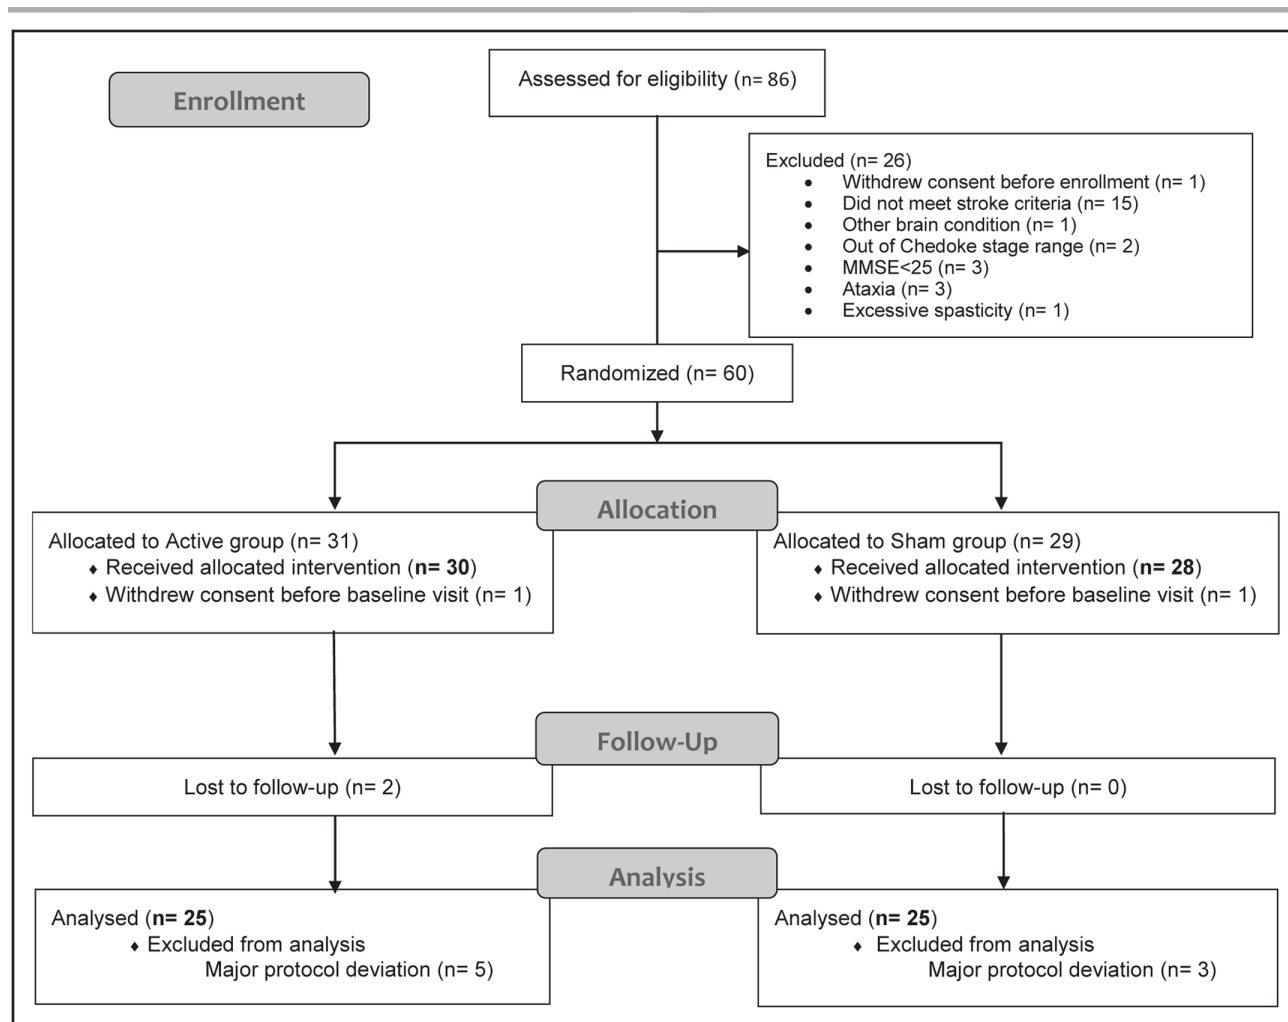 Enrollment
Assessed for eligibility (n= 86)
Excluded (n= 26)
• Withdrew consent before enrollment (n= 1)
• Did not meet stroke criteria (n= 15)
• Other brain condition (n= 1)
• Out of Chedoke stage range (n= 2)
• MMSE<25 (n= 3)
• Ataxia (n= 3)
• Excessive spasticity (n= 1)
Randomized (n= 60)
Allocation
Allocated to Active group (n= 31)
♦ Received allocated intervention (n= 30)
♦ Withdrew consent before baseline visit (n= 1)
Allocated to Sham group (n= 29)
♦ Received allocated intervention (n= 28)
♦ Withdrew consent before baseline visit (n= 1)
Follow-Up
Lost to follow-up (n= 2)
Lost to follow-up (n= 0)
Analysis
Analysed (n= 25)
♦ Excluded from analysis
Major protocol deviation (n= 5)
Analysed (n= 25)
♦ Excluded from analysis
Major protocol deviation (n= 3)